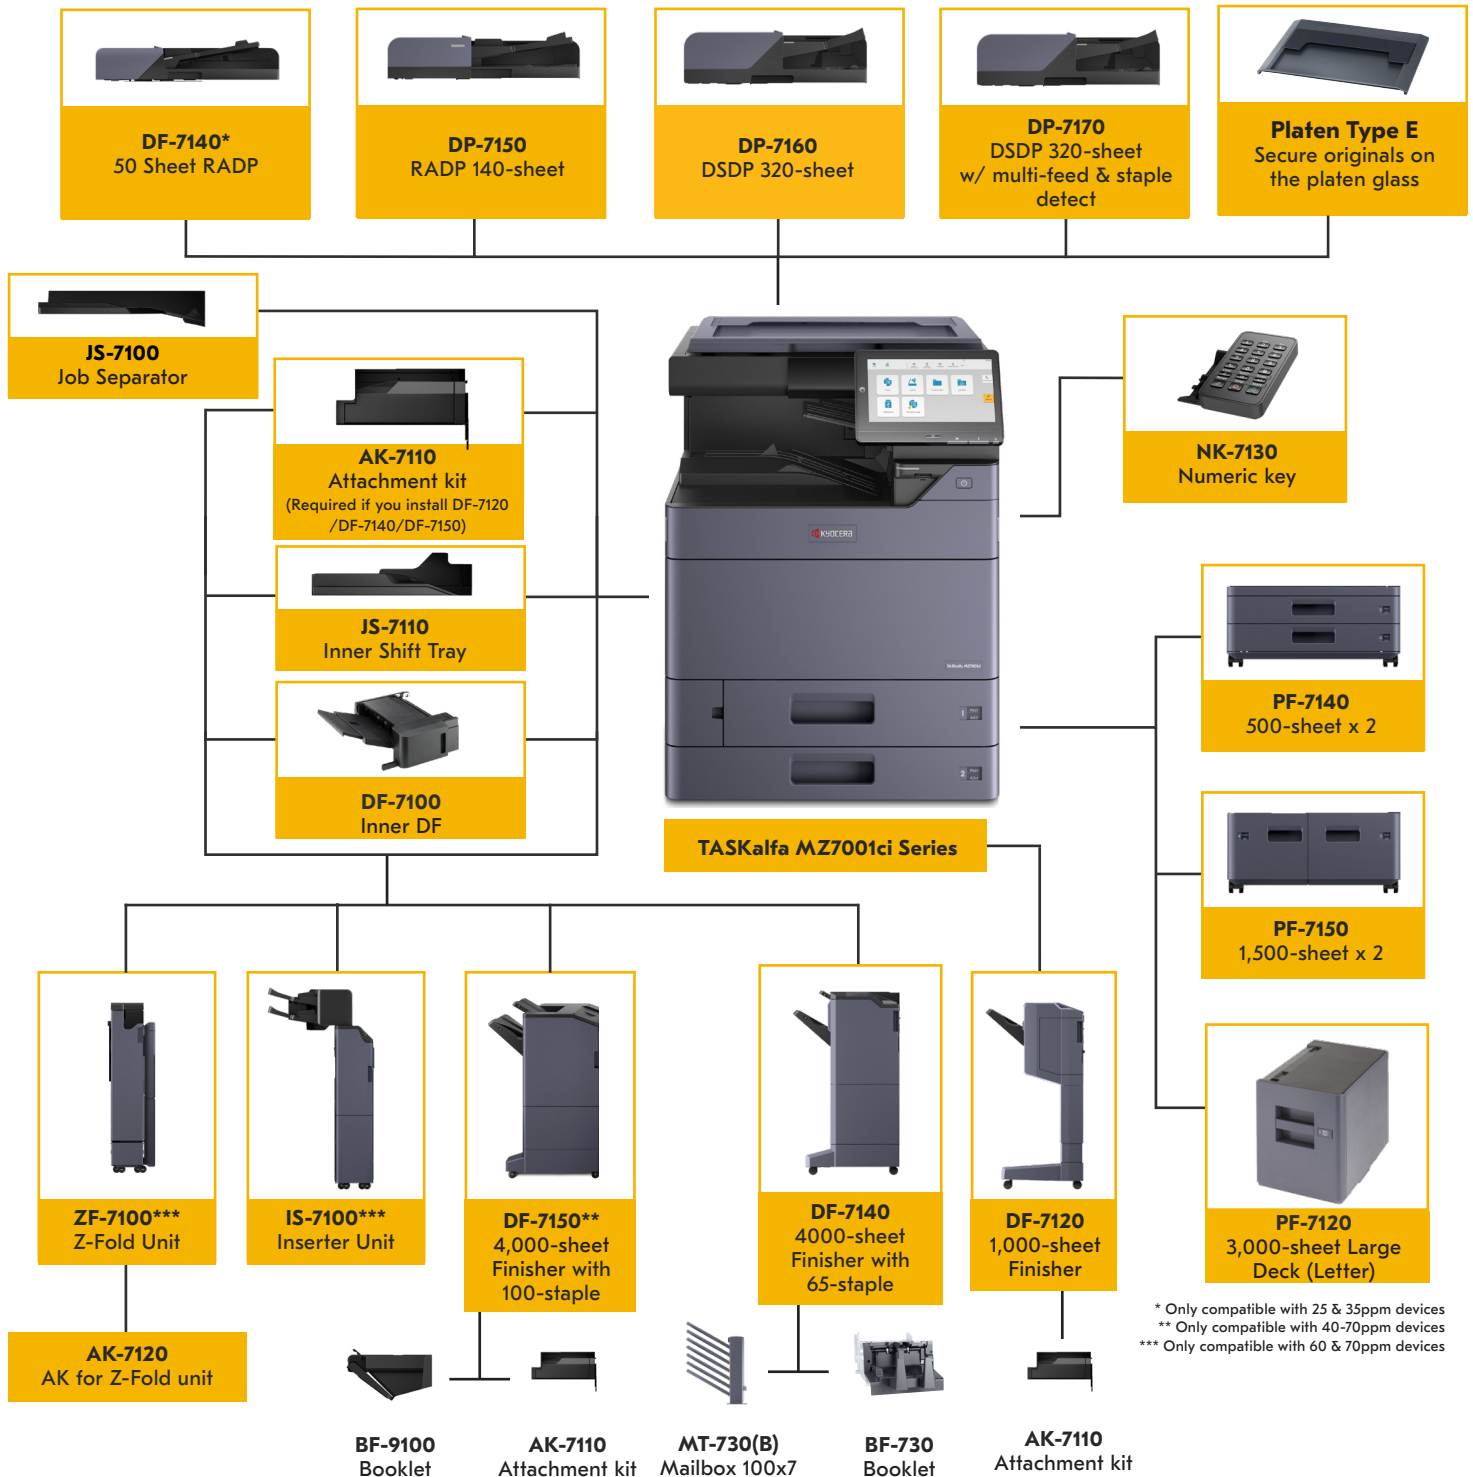 DF-7140*
50 Sheet RADP
DP-7150
RADP 140-sheet
DP-7160
DSDP 320-sheet
DP-7170
DSDP 320-sheet
w/ multi-feed & staple
detect
Platen Type E
Secure originals on
the platen glass
JS-7100
Job Separator
AK-7110
Attachment kit
(Required if you install DF-7120
/DF-7140/DF-7150)
JS-7110
Inner Shift Tray
DF-7100
Inner DF
KYOCERA
1
2
NK-7130
Numeric key
PF-7140
500-sheet x 2
PF-7150
1,500-sheet x 2
PF-7120
3,000-sheet Large
Deck (Letter)
TASKalfa MZ7001ci Series
ZF-7100***
Z-Fold Unit
IS-7100***
Inserter Unit
DF-7150**
4,000-sheet
Finisher with
100-staple
DF-7140
4000-sheet
Finisher with
65-staple
DF-7120
1,000-sheet
Finisher
* Only compatible with 25 & 35ppm devices
** Only compatible with 40-70ppm devices
*** Only compatible with 60 & 70ppm devices
AK-7120
AK for Z-Fold unit
BF-9100
Booklet
AK-7110
Attachment kit
MT-730(B)
Mailbox 100x7
BF-730
Booklet
AK-7110
Attachment kit